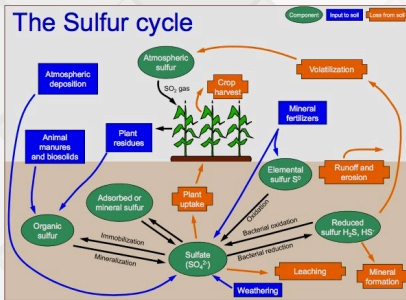 The Sulfur cycle
Component
Input to soil
Loss from soil
Atmospheric
sulfur
Atmospheric
deposition
SO2 gas
Crop
harvest
Volatilization
Animal
manures
and biosolids
Plant
residues
Mineral
fertilizers
Elemental
sulfur S⁰
Runoff and
erosion
Adsorbed or
mineral sulfur
Plant
uptake
Oxidation
Organic
sulfur
Immobilization
Mineralization
Sulfate
(SO₄²⁻)
Bacterial oxidation
Bacterial reduction
Reduced
sulfur H₂S, HS⁻
Leaching
Mineral
formation
Weathering